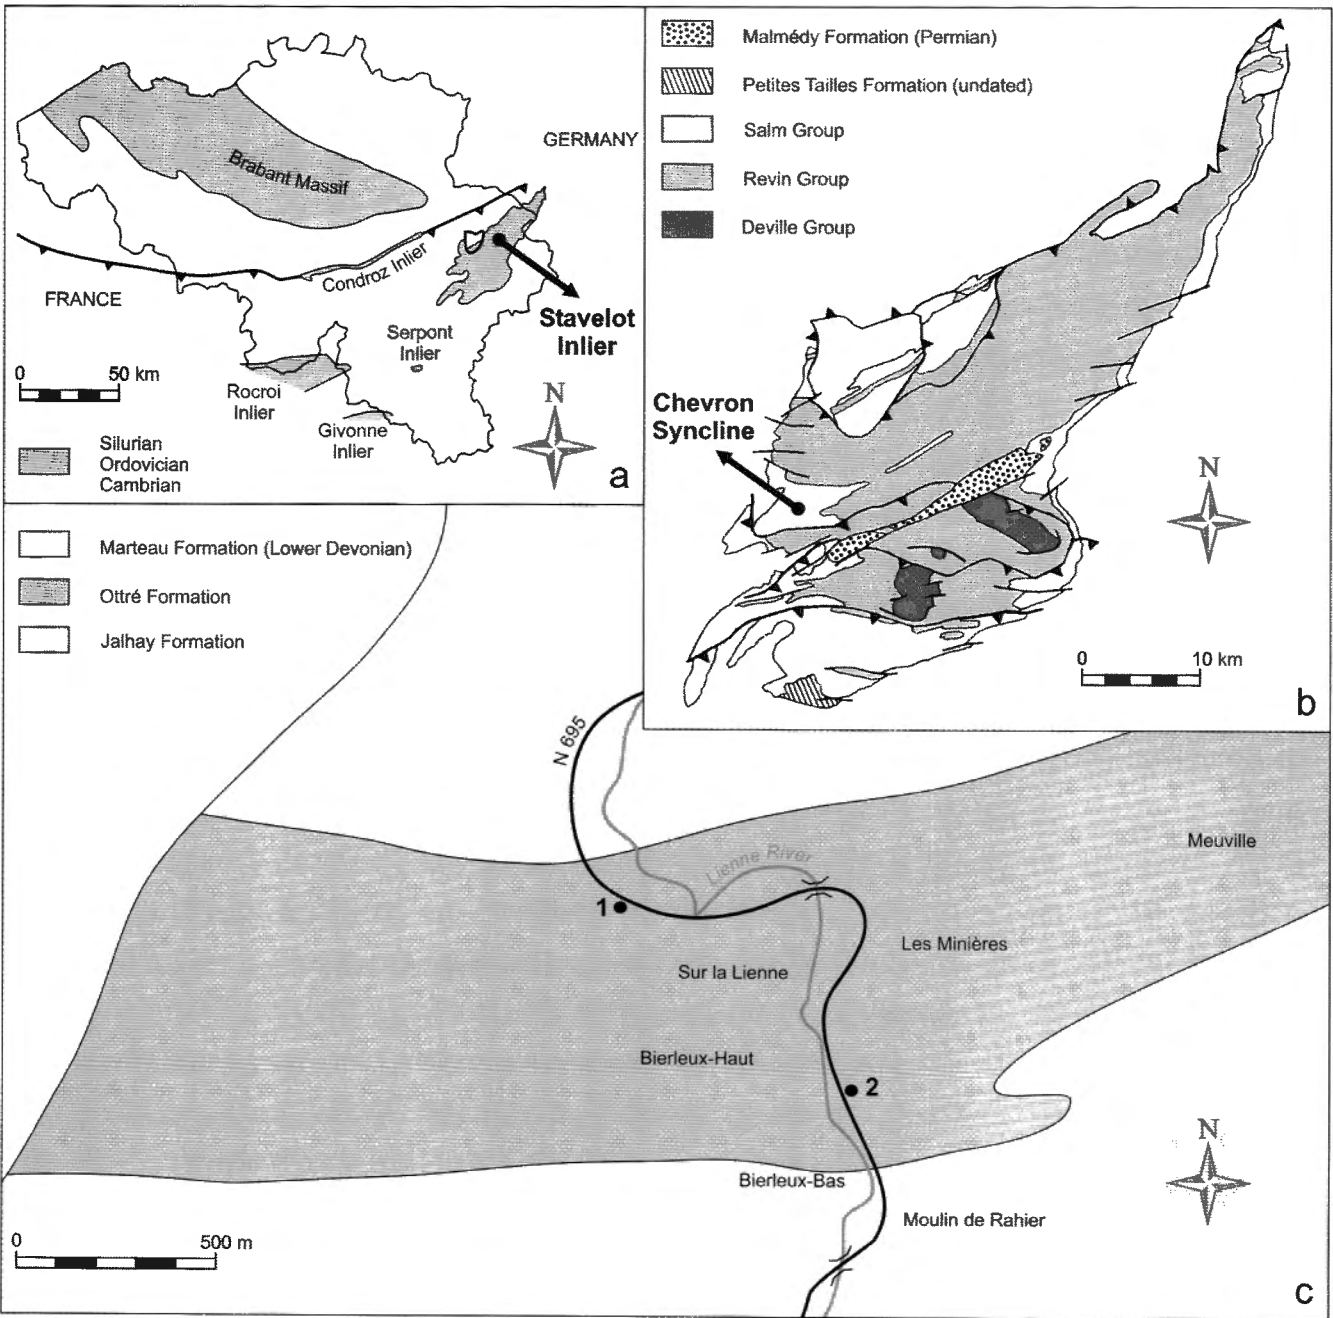 GERMANY
Brabant Massif
Condroz Inlier
FRANCE
Stavelot
Inlier
Serpont
Inlier
0 50 km
Rocroi
Inlier
Givonne
Inlier
N
Silurian
Ordovician
Cambrian
a
Malmédy Formation (Permian)
Petites Tailles Formation (undated)
Salm Group
Revin Group
Deville Group
Chevron
Syncline
N
0 10 km
b
Marteau Formation (Lower Devonian)
Ottré Formation
Jalhay Formation
N 695
Meuville
Lienne River
1
Les Minières
Sur la Lienne
Bierleux-Haut
2
N
Bierleux-Bas
Moulin de Rahier
0 500 m
c